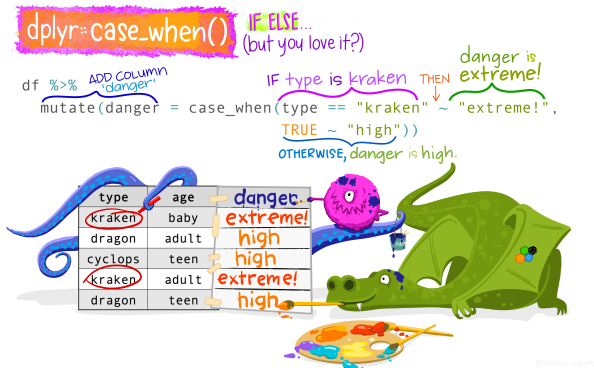 dplyr::case_when()
IF ELSE...
(but you love it?)
danger is
extreme!
ADD COLUMN
'danger'
IF type is kraken
THEN
df %>%
mutate(danger = case_when(type == "kraken" ~ "extreme!",
TRUE ~ "high"))
OTHERWISE, danger is high.
type age danger
kraken baby extreme!
dragon adult high
cyclops teen high
kraken adult extreme!
dragon teen high